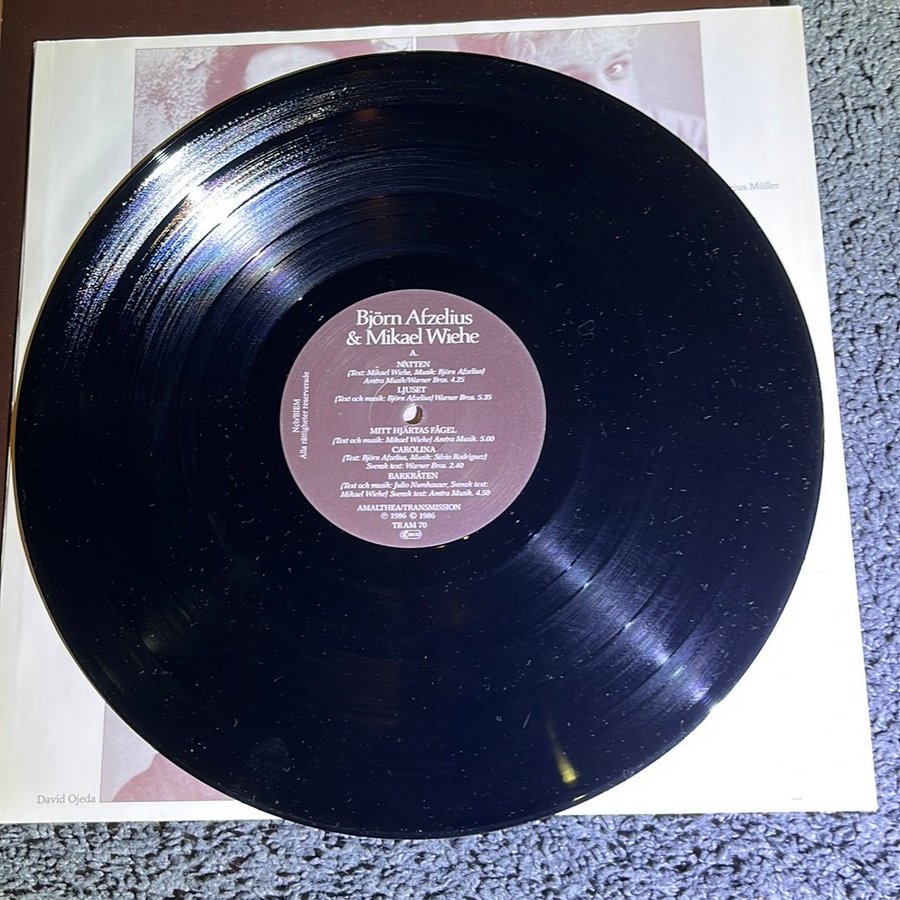 Müller
Björn Afzelius
& Mikael Wiehe
A.
NATTEN
(Text: Mikael Wiehe, Musik: Björn Afzelius)
Amtra Musik/Warner Bros. 4.25
LJUSET
(Text och musik: Björn Afzelius) Warner Bros. 5.35
MITT HJÄRTAS FÅGEL
(Text och musik: Mikael Wiehe) Amtra Musik. 5.00
CAROLINA
(Text: Björn Afzelius, Musik: Silvio Rodriguez)
Svensk text: Warner Bros. 2.40
BARKBÅTEN
(Text och musik: Julio Numhauser, Svensk text:
Mikael Wiehe) Svensk text: Amtra Musik. 4.50
AMALTHEA/TRANSMISSION
℗ 1986 © 1986
TRAM 70
Ncb/BIEM
Alla rättigheter reserverade
David Ojeda